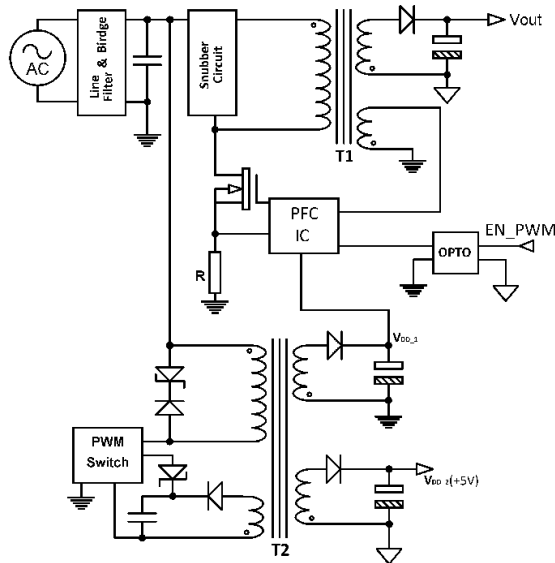 Vout
AC
Line
Filter & Birdge
Snubber
Circuit
T1
PFC
IC
EN_PWM
OPTO
R
VDD_1
PWM
Switch
VDD_2(+5V)
T2